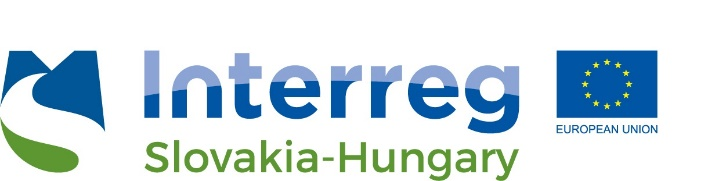 Interreg
Slovakia-Hungary
EUROPEAN UNION